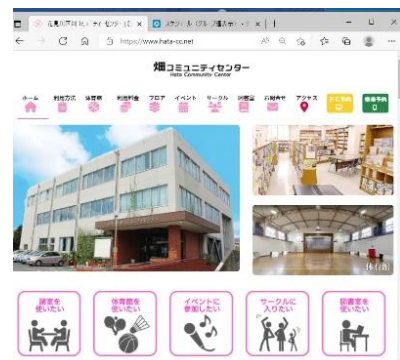 https://www.hata-cc.net
畑コミュニティセンター
Hata Community Center
ホーム 利用方法 体育館 利用料金 フロア イベント サークル 図書室 お問合せ アクセス
体育館
諸室を
使いたい
体育館を
使いたい
イベントに
参加したい
サークルに
入りたい
図書室を
使いたい